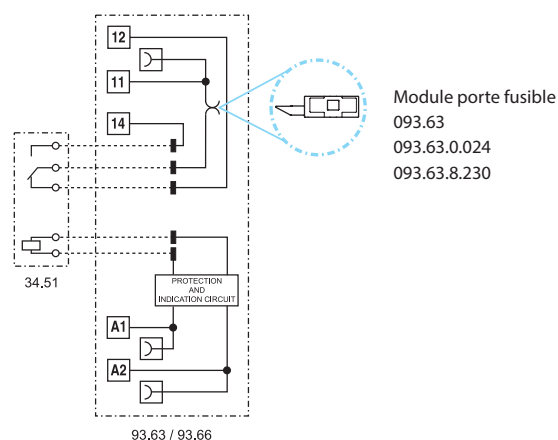 12
11
14
34.51
PROTECTION
AND
INDICATION CIRCUIT
A1
A2
93.63 / 93.66
Module porte fusible
093.63
093.63.0.024
093.63.8.230